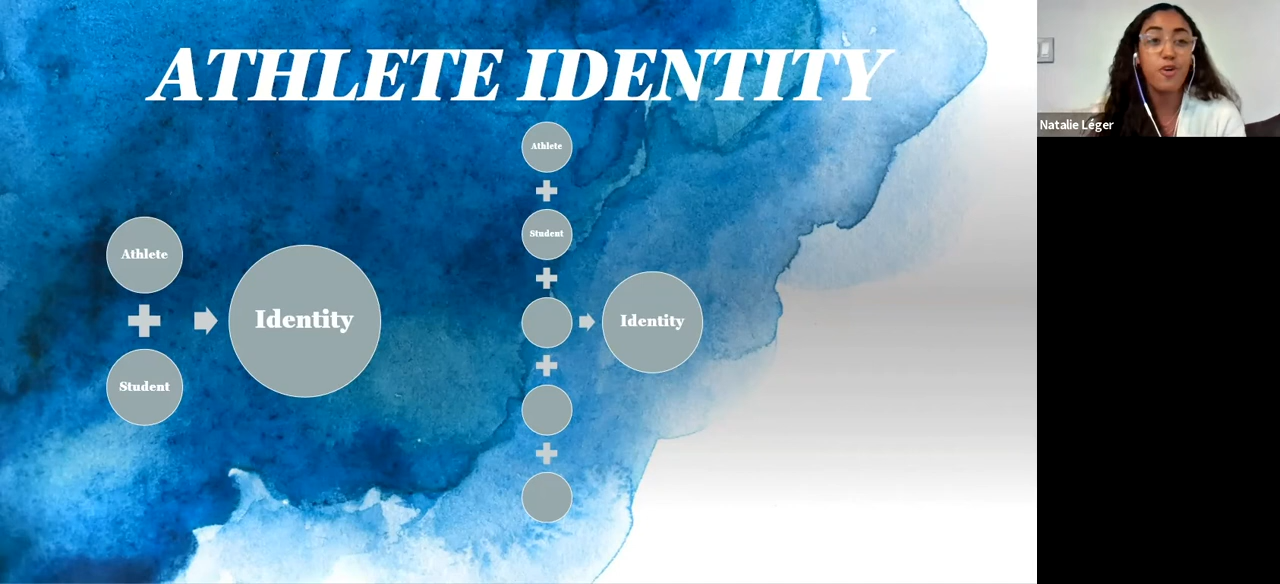 ATHLETE IDENTITY
Athlete
Student
Identity
Athlete
Student
Identity
Natalie Léger